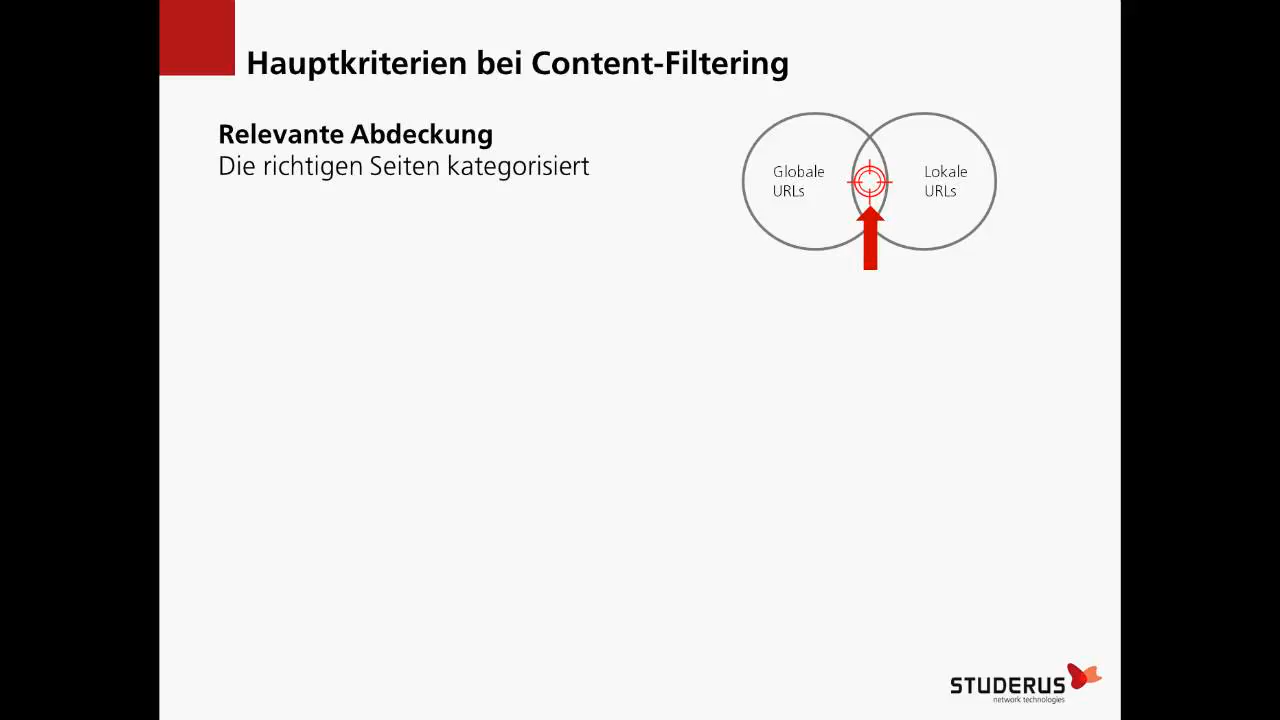 Hauptkriterien bei Content-Filtering
Relevante Abdeckung
Die richtigen Seiten kategorisiert
Globale
URLs
Lokale
URLs
STUDERUS
network technologies